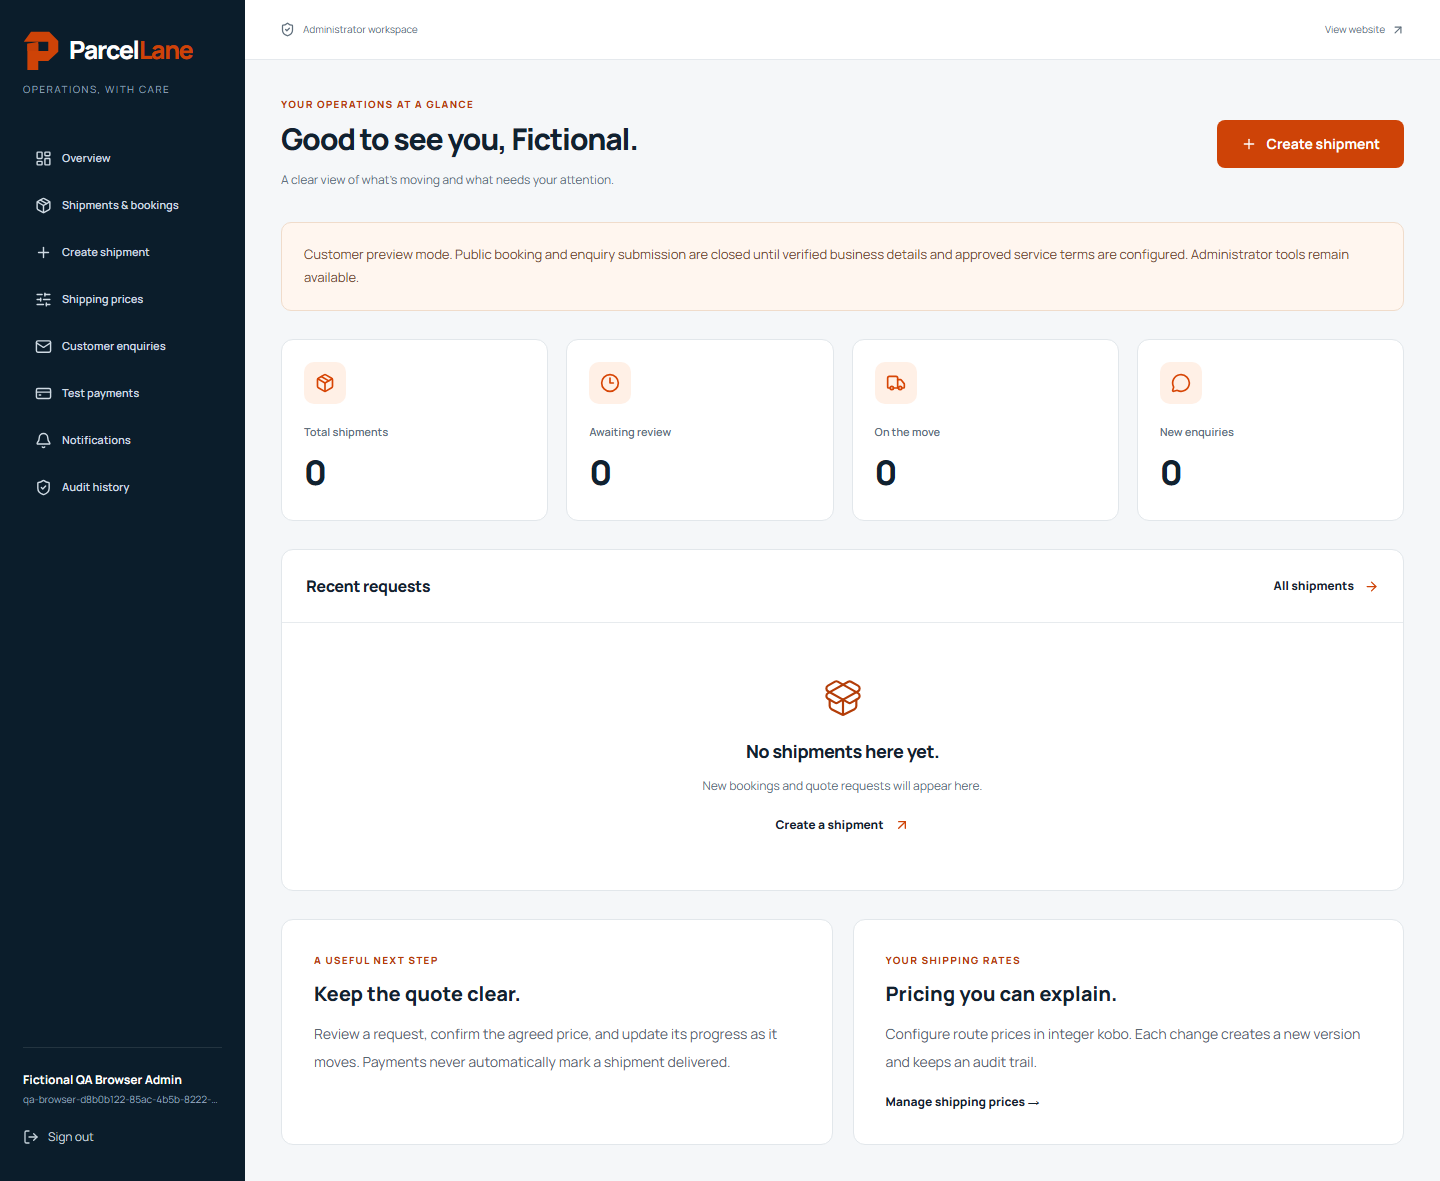 ParcelLane
OPERATIONS, WITH CARE
Overview
Shipments & bookings
Create shipment
Shipping prices
Customer enquiries
Test payments
Notifications
Audit history
Fictional QA Browser Admin
qa-browser-d8b0b122-85ac-4b5b-8222-...
Sign out
Administrator workspace
View website
YOUR OPERATIONS AT A GLANCE
Good to see you, Fictional.
A clear view of what's moving and what needs your attention.
Create shipment
Customer preview mode. Public booking and enquiry submission are closed until verified business details and approved service terms are configured. Administrator tools remain
available.
Total shipments
0
Awaiting review
0
On the move
0
New enquiries
0
Recent requests
All shipments
No shipments here yet.
New bookings and quote requests will appear here.
Create a shipment
A USEFUL NEXT STEP
Keep the quote clear.
Review a request, confirm the agreed price, and update its progress as it
moves. Payments never automatically mark a shipment delivered.
YOUR SHIPPING RATES
Pricing you can explain.
Configure route prices in integer kobo. Each change creates a new version
and keeps an audit trail.
Manage shipping prices →